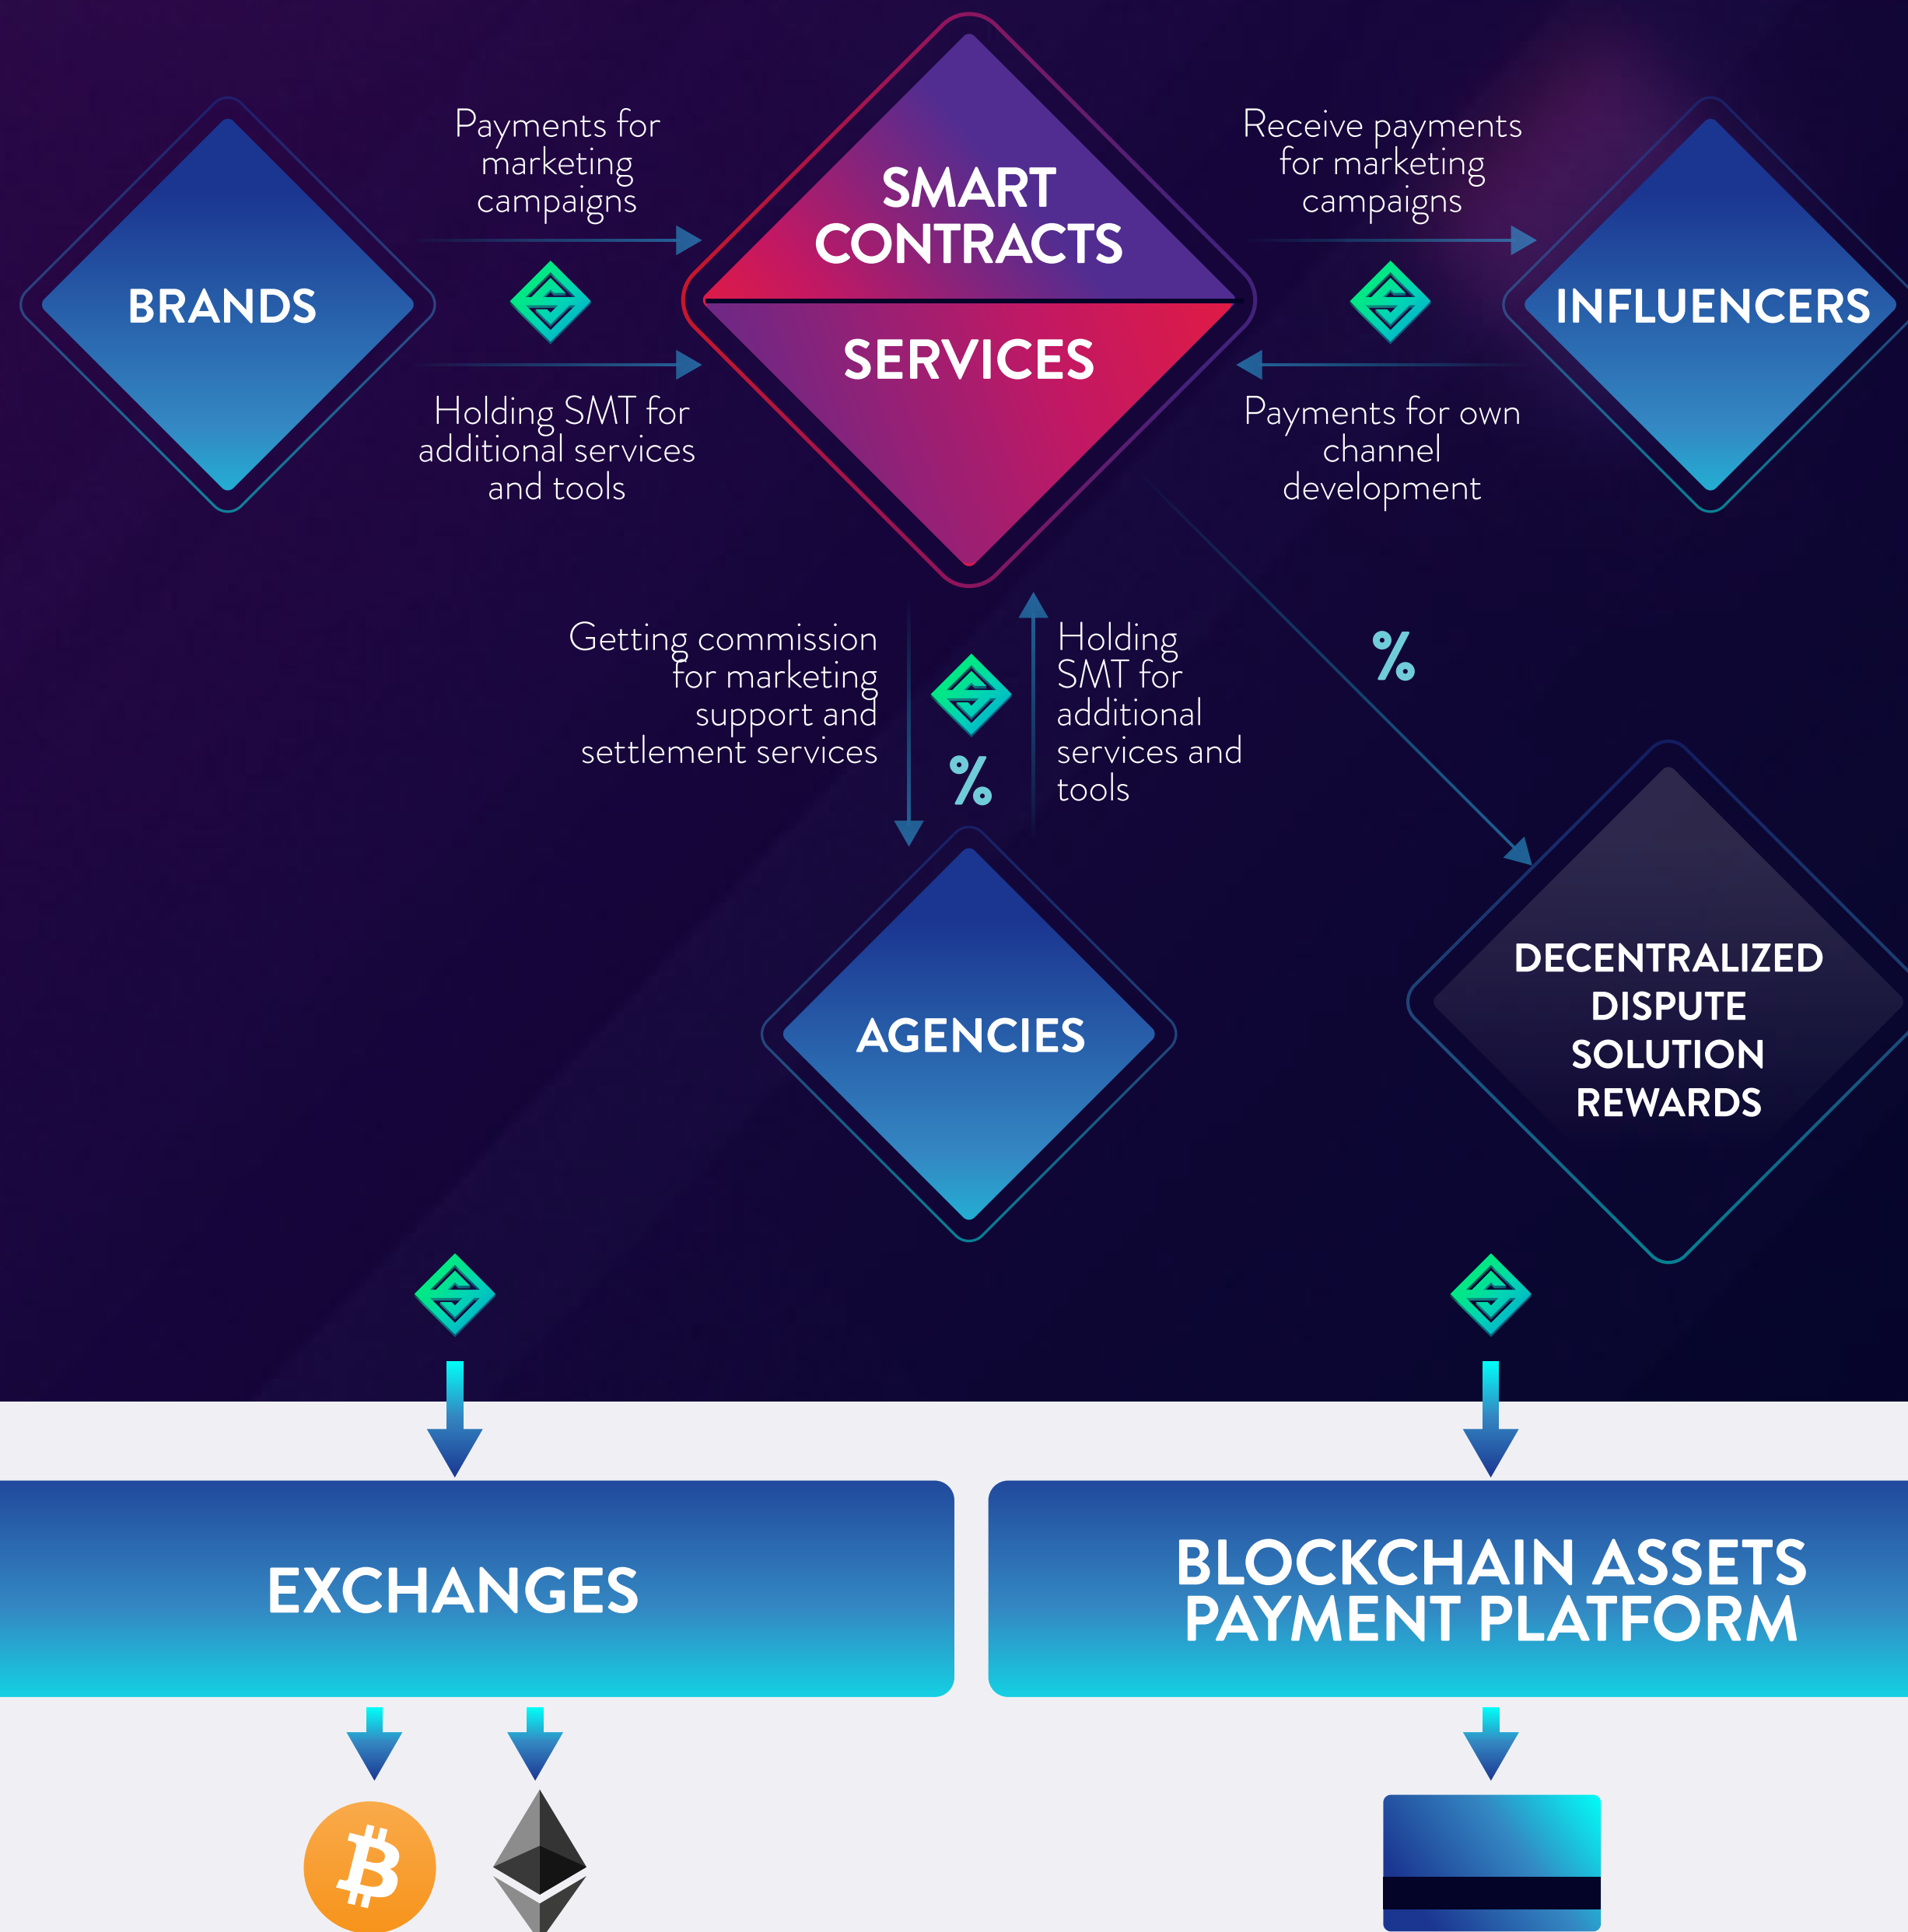 BRANDS
Payments for
marketing
campaigns
Holding SMT for
additional services
and tools
SMART
CONTRACTS
SERVICES
Receive payments
for marketing
campaigns
Payments for own
channel
development
INFLUENCERS
Getting commission
for marketing
support and
settlement services
%
Holding
SMT for
additional
services and
tools
%
AGENCIES
DECENTRALIZED
DISPUTE
SOLUTION
REWARDS
EXCHANGES
BLOCKCHAIN ASSETS
PAYMENT PLATFORM